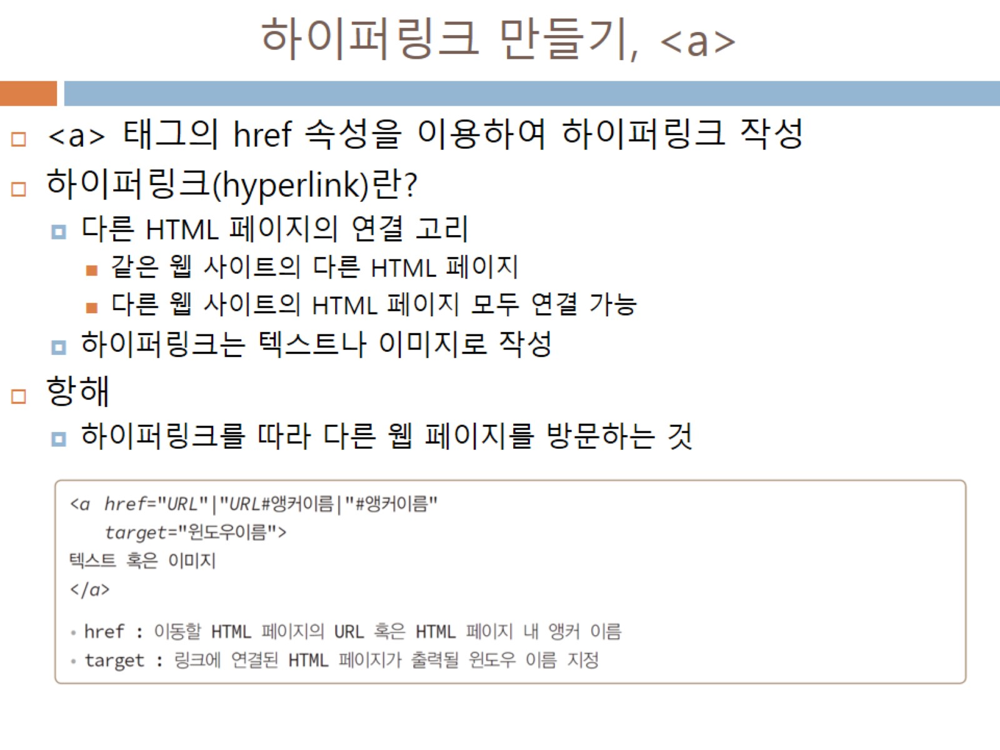 하이퍼링크 만들기, <a>
<a> 태그의 href 속성을 이용하여 하이퍼링크 작성
하이퍼링크(hyperlink)란?
다른 HTML 페이지의 연결 고리
같은 웹 사이트의 다른 HTML 페이지
다른 웹 사이트의 HTML 페이지 모두 연결 가능
하이퍼링크는 텍스트나 이미지로 작성
항해
하이퍼링크를 따라 다른 웹 페이지를 방문하는 것
<a href="URL"|"URL#앵커이름|"#앵커이름"
target="윈도우이름">
텍스트 혹은 이미지
</a>
• href : 이동할 HTML 페이지의 URL 혹은 HTML 페이지 내 앵커 이름
• target : 링크에 연결된 HTML 페이지가 출력될 윈도우 이름 지정